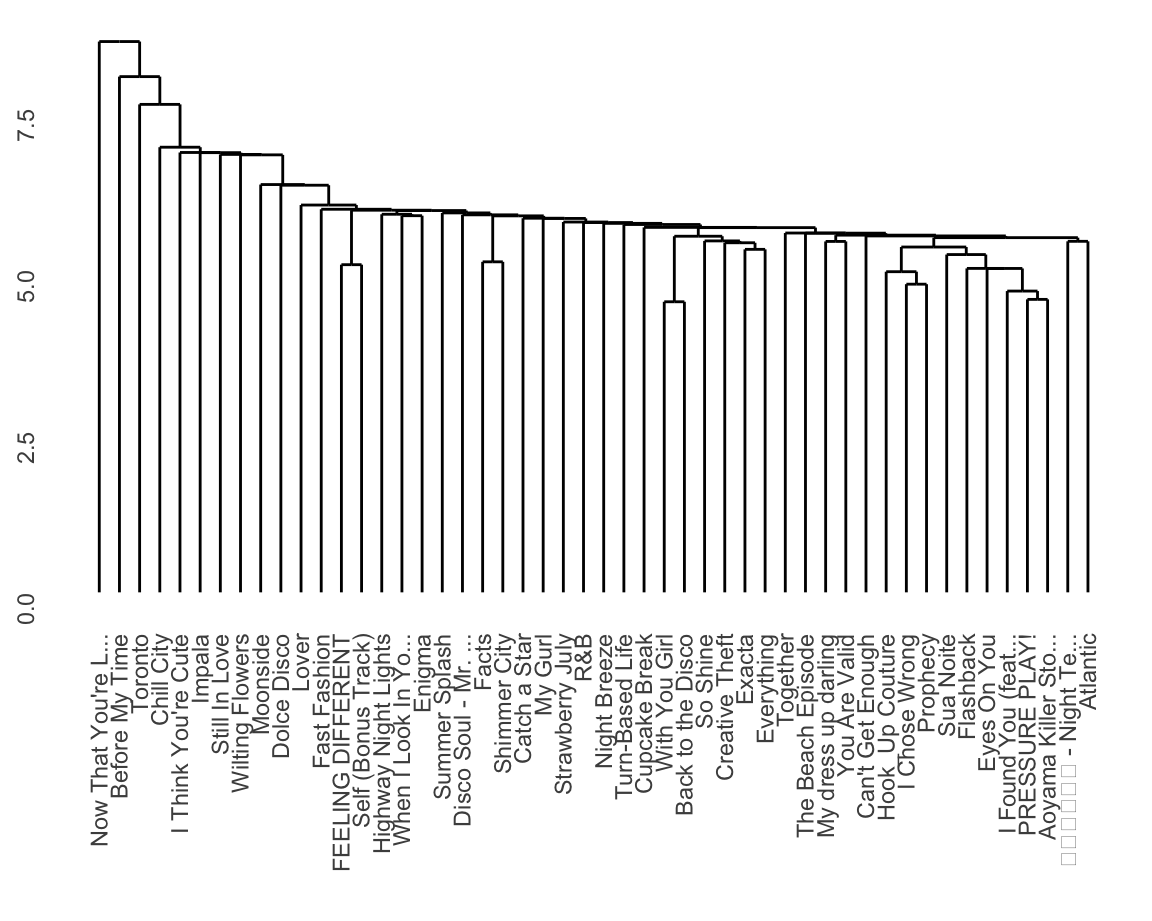 7.5
5.0
2.5
0.0
Now That You're L...
Before My Time
Toronto
Chill City
I Think You're Cute
Impala
Still In Love
Wilting Flowers
Moonside
Dolce Disco
Lover
Fast Fashion
FEELING DIFFERENT
Self (Bonus Track)
Highway Night Lights
When I Look In Yo...
Enigma
Summer Splash
Disco Soul - Mr. ...
Facts
Shimmer City
Catch a Star
My Gurl
Strawberry July
R&B
Night Breeze
Turn-Based Life
Cupcake Break
With You Girl
Back to the Disco
So Shine
Creative Theft
Exacta
Everything
Together
The Beach Episode
My dress up darling
You Are Valid
Can't Get Enough
Hook Up Couture
I Chose Wrong
Prophecy
Sua Noite
Flashback
Eyes On You
I Found You (feat...
PRESSURE PLAY!
Aoyama Killer Sto...
□□□□□□ - Night Te...
Atlantic